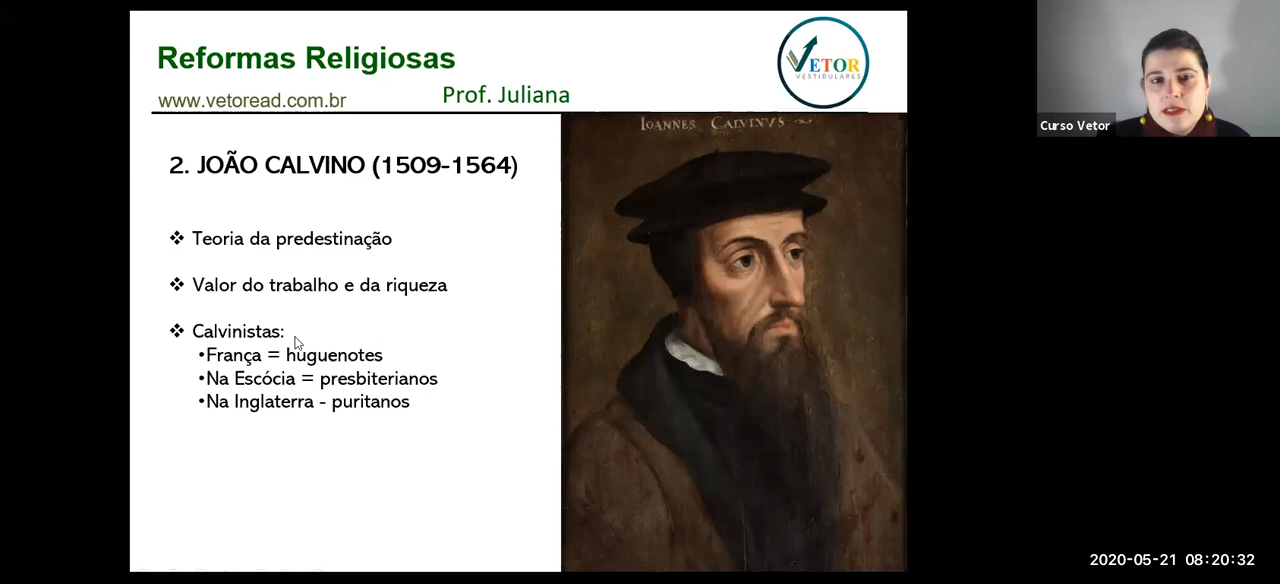 Reformas Religiosas
www.vetoread.com.br
Prof. Juliana
VETOR
VESTIBULARES
IOANNES CALVINVS
2. JOÃO CALVINO (1509-1564)
❖ Teoria da predestinação
❖ Valor do trabalho e da riqueza
❖ Calvinistas:
•França = huguenotes
•Na Escócia = presbiterianos
•Na Inglaterra - puritanos
Curso Vetor
2020-05-21 08:20:32